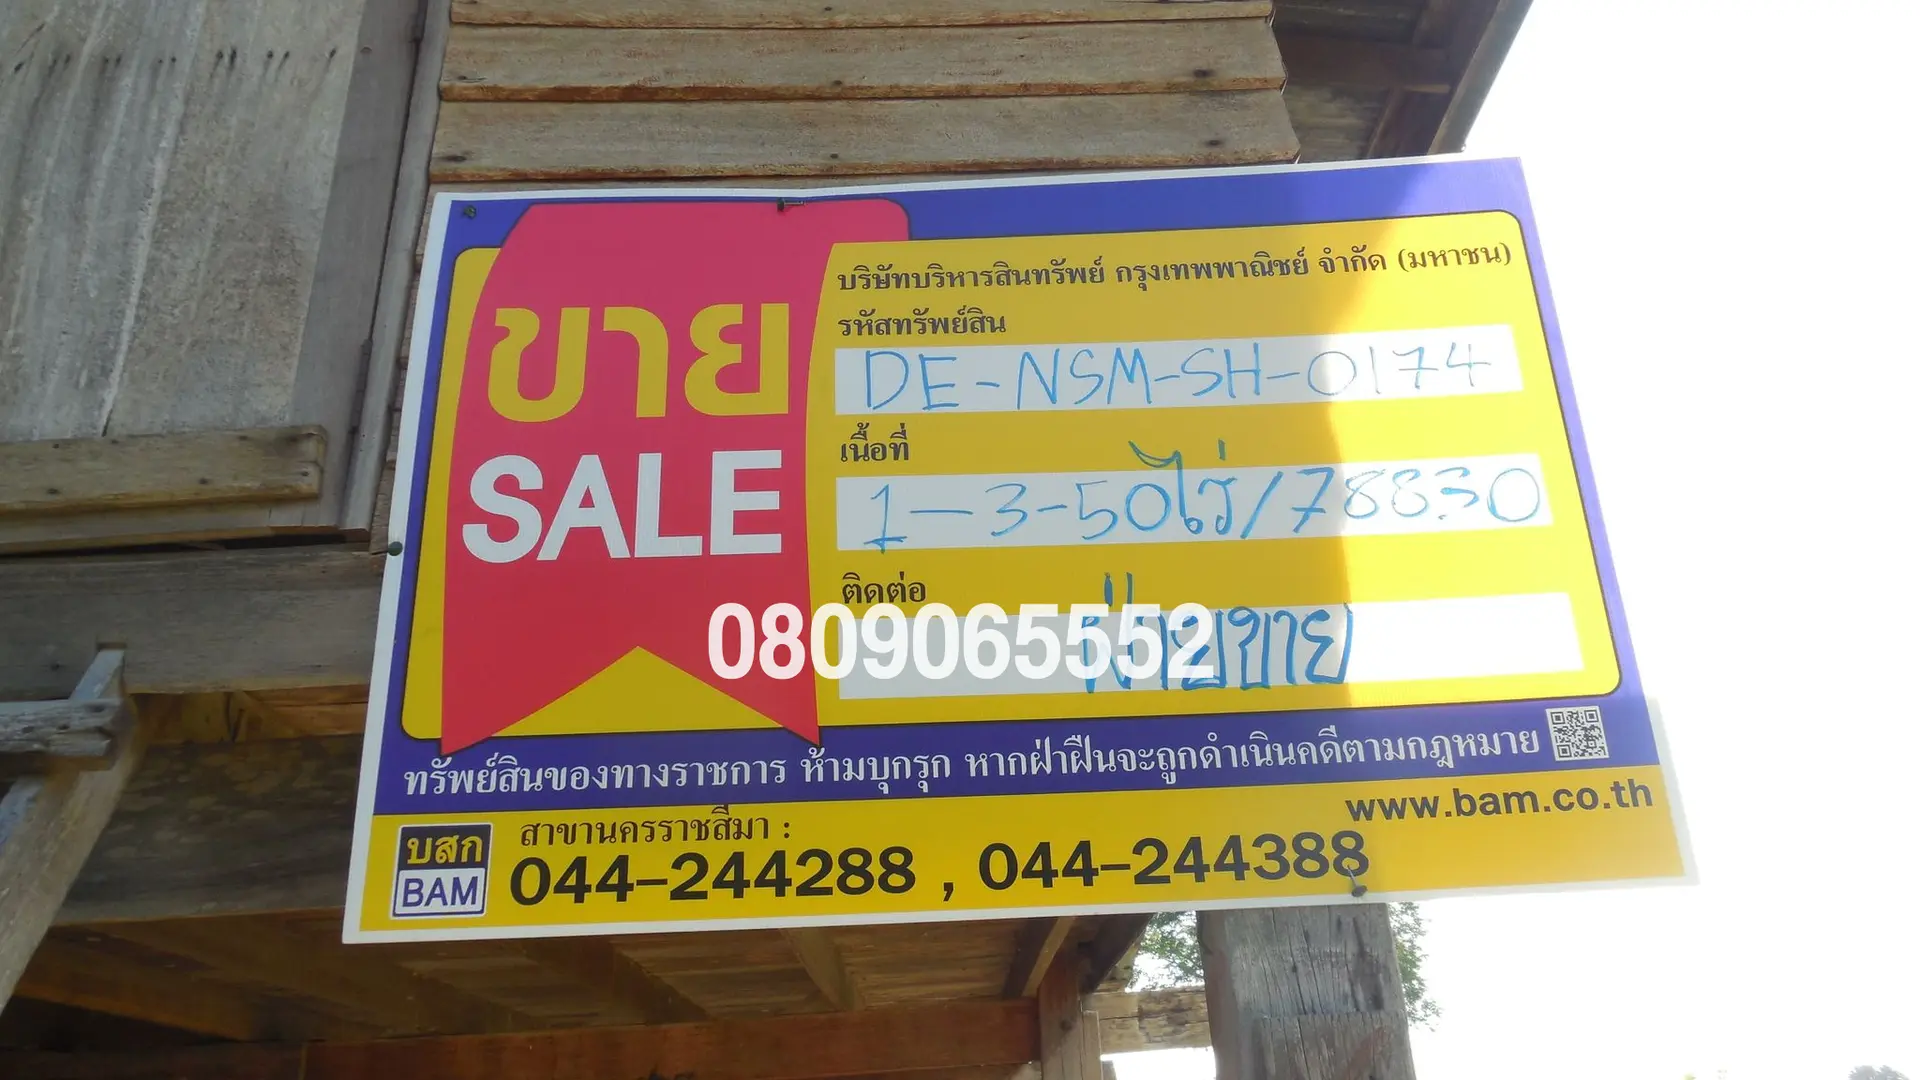 ขาย
SALE
บริษัทบริหารสินทรัพย์ กรุงเทพพาณิชย์ จำกัด (มหาชน)
รหัสทรัพย์สิน
DE-NSM-SH-0174
เนื้อที่
1-3-50ไร่/78830
ติดต่อ
ฝ่ายขาย
0809065552
ทรัพย์สินของทางราชการ ห้ามบุกรุก หากฝ่าฝืนจะถูกดำเนินคดีตามกฎหมาย
www.bam.co.th
บสก
BAM
สาขานครราชสีมา :
044-244288 , 044-244388